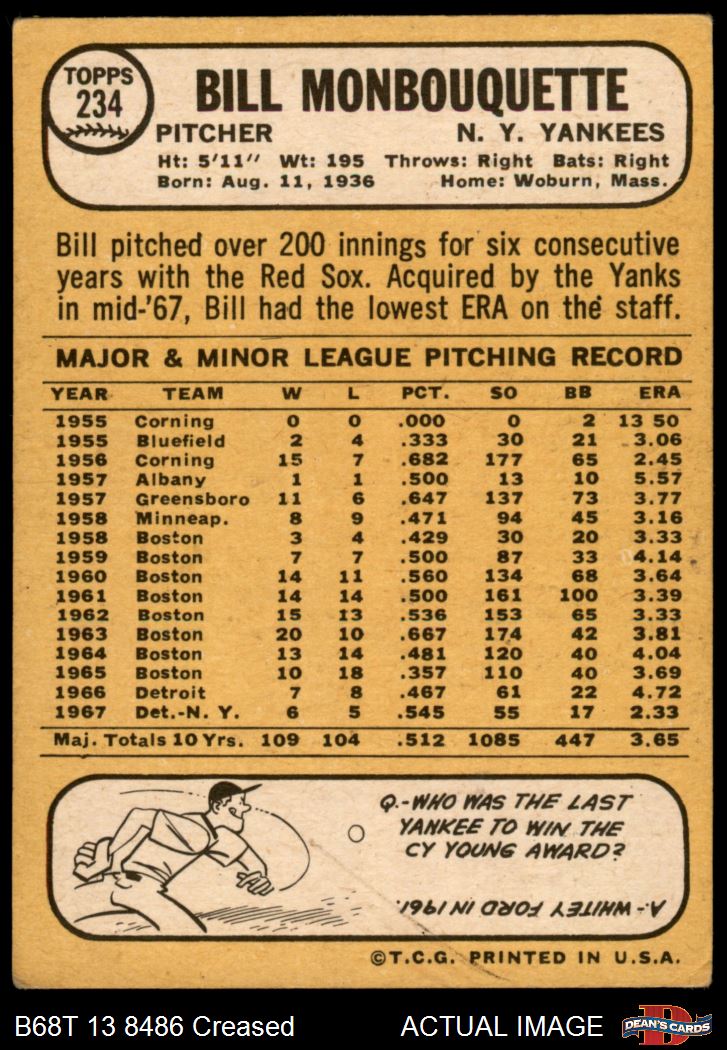 TOPPS
234
BILL MONBOUQUETTE
PITCHER N. Y. YANKEES
Ht: 5'11" Wt: 195 Throws: Right Bats: Right
Born: Aug. 11, 1936 Home: Woburn, Mass.
Bill pitched over 200 innings for six consecutive
years with the Red Sox. Acquired by the Yanks
in mid-'67, Bill had the lowest ERA on the staff.
MAJOR & MINOR LEAGUE PITCHING RECORD
YEAR TEAM W L PCT. SO BB ERA
1955 Corning 0 0 .000 0 2 13 50
1955 Bluefield 2 4 .333 30 21 3.06
1956 Corning 15 7 .682 177 65 2.45
1957 Albany 1 1 .500 13 10 5.57
1957 Greensboro 11 6 .647 137 73 3.77
1958 Minneap. 8 9 .471 94 45 3.16
1958 Boston 3 4 .429 30 20 3.33
1959 Boston 7 7 .500 87 33 4.14
1960 Boston 14 11 .560 134 68 3.64
1961 Boston 14 14 .500 161 100 3.39
1962 Boston 15 13 .536 153 65 3.33
1963 Boston 20 10 .667 174 42 3.81
1964 Boston 13 14 .481 120 40 4.04
1965 Boston 10 18 .357 110 40 3.69
1966 Detroit 7 8 .467 61 22 4.72
1967 Det.-N. Y. 6 5 .545 55 17 2.33
Maj. Totals 10 Yrs. 109 104 .512 1085 447 3.65
Q.-WHO WAS THE LAST
YANKEE TO WIN THE
CY YOUNG AWARD?
A-WHITEY FORD IN 1961.
©T.C.G. PRINTED IN U.S.A.
B68T 13 8486 Creased ACTUAL IMAGE
D
DEAN'S CARDS